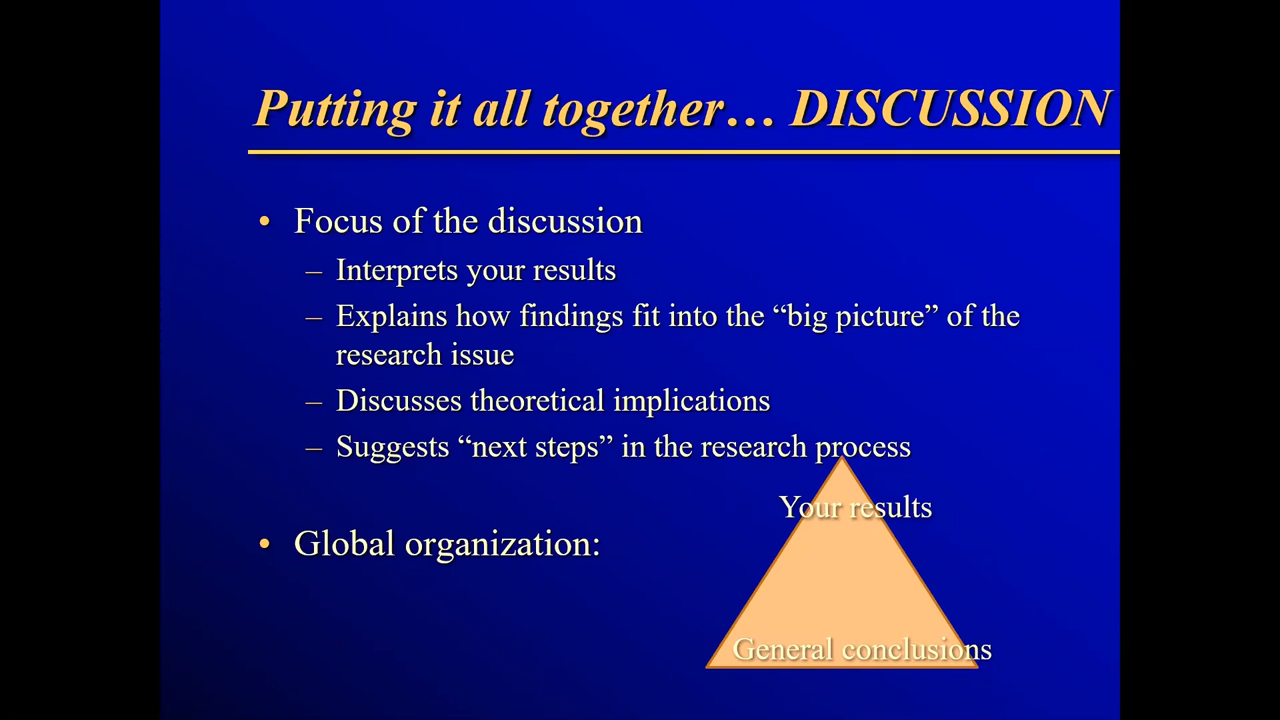 Putting it all together… DISCUSSION
• Focus of the discussion
– Interprets your results
– Explains how findings fit into the “big picture” of the
research issue
– Discusses theoretical implications
– Suggests “next steps” in the research process
Your results
• Global organization:
General conclusions